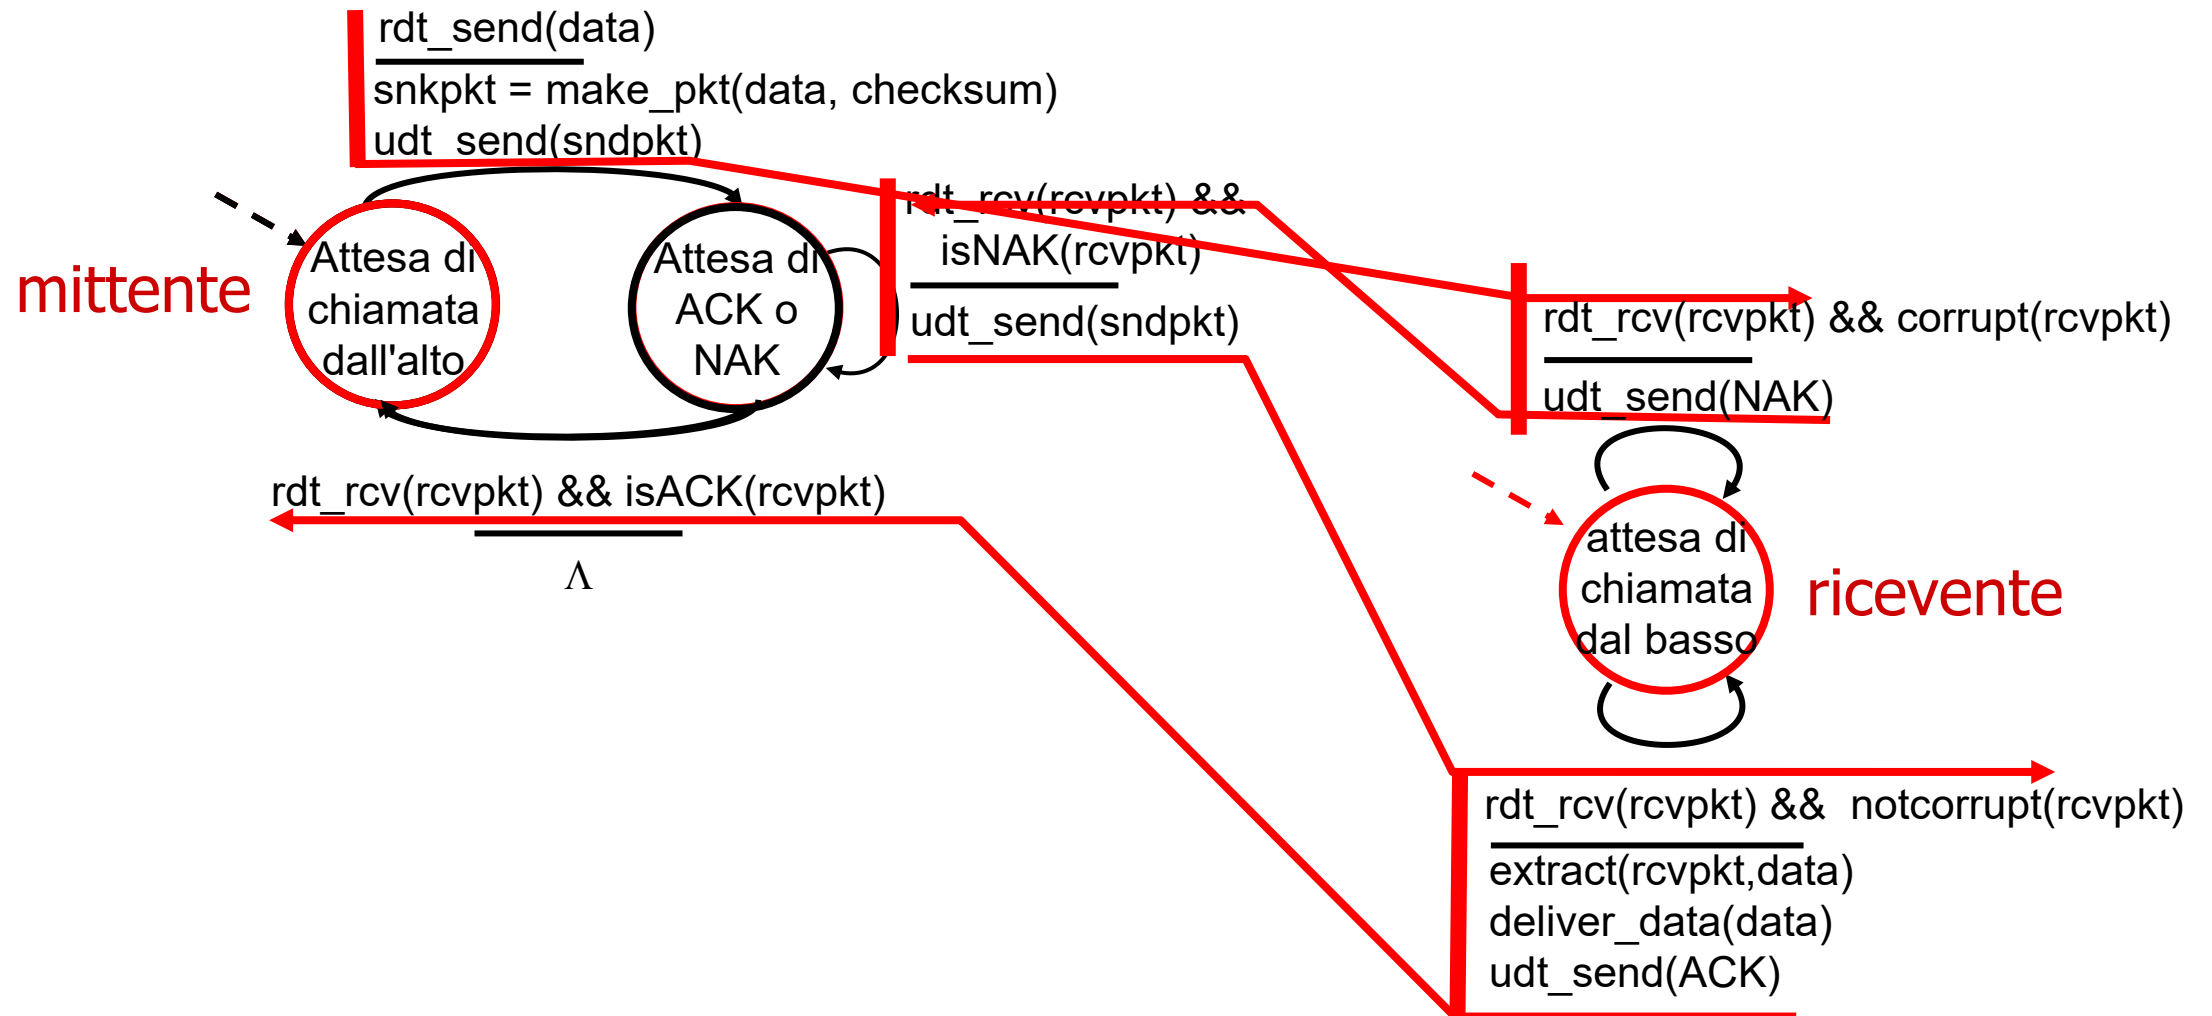 rdt_send(data)
snkpkt = make_pkt(data, checksum)
udt_send(sndpkt)
mittente
Attesa di
chiamata
dall'alto
Attesa di
ACK o
NAK
rdt_rcv(rcvpkt) &&
isNAK(rcvpkt)
udt_send(sndpkt)
rdt_rcv(rcvpkt) && corrupt(rcvpkt)
udt_send(NAK)
rdt_rcv(rcvpkt) && isACK(rcvpkt)
Λ
attesa di
chiamata
dal basso
ricevente
rdt_rcv(rcvpkt) && notcorrupt(rcvpkt)
extract(rcvpkt,data)
deliver_data(data)
udt_send(ACK)